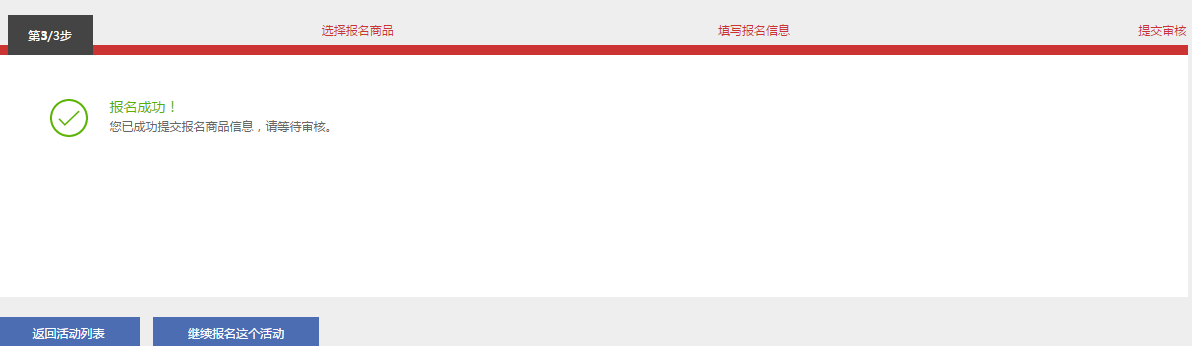 第3/3步
选择报名商品
填写报名信息
提交审核
报名成功！
您已成功提交报名商品信息，请等待审核。
返回活动列表
继续报名这个活动